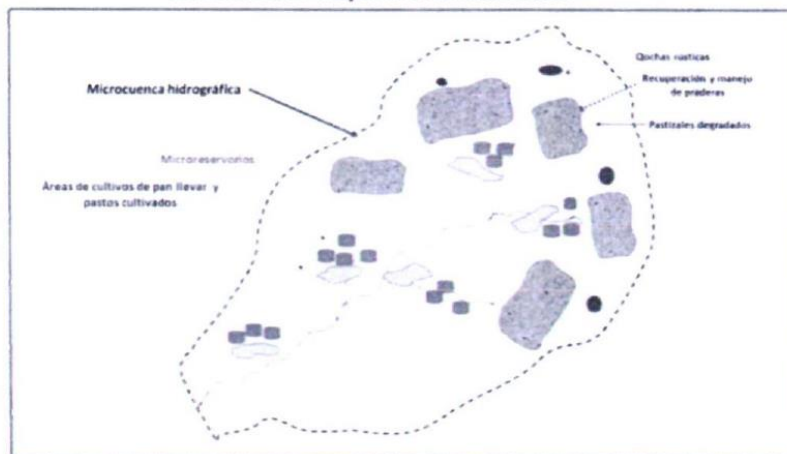 Qochas rústicas
Microcuenca hidrográfica
Recuperación y manejo
de praderas
Pastizales degradados
Microreservorios
Áreas de cultivos de pan llevar y
pastos cultivados